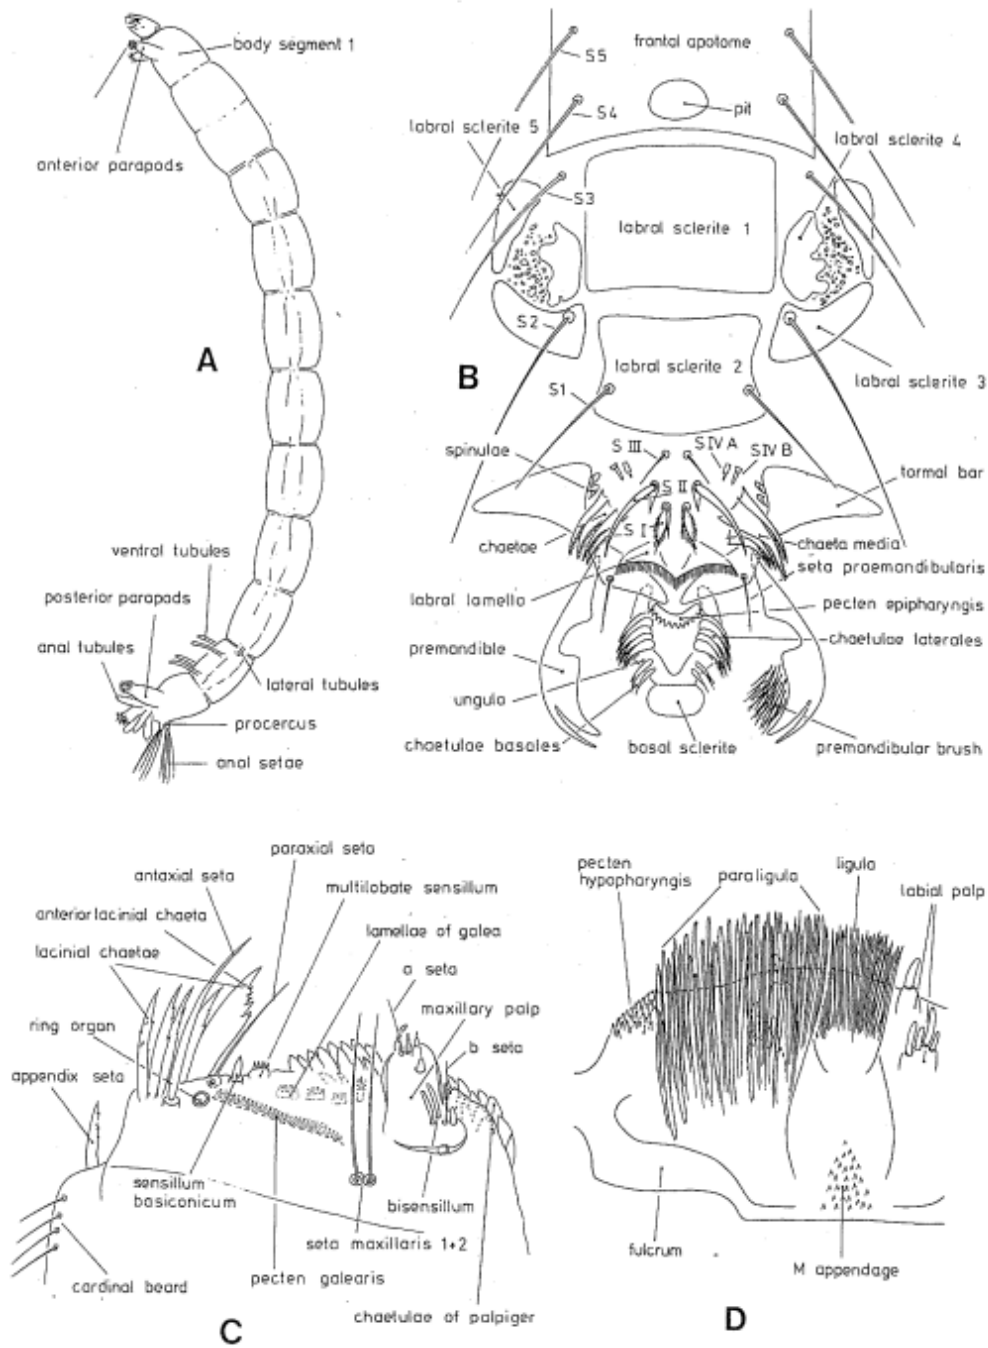 body segment 1
anterior parapods
A
ventral tubules
posterior parapods
anal tubules
lateral tubules
procercus
anal setae
frontal apotome
S5
pit
S4
labral sclerite 5
labral sclerite 4
S3
labral sclerite 1
S2
B
labral sclerite 2
labral sclerite 3
S1
S III
S IV A
S IV B
spinulae
tormal bar
S II
S I
chaetae
chaeta media
seta praemandibularis
labral lamella
pecten epipharyngis
premandible
chaetulae laterales
ungula
chaetulae basales
basal sclerite
premandibular brush
paraxial seta
antaxial seta
multilobate sensillum
anterior lacinial chaeta
lamellae of galea
lacinial chaetae
a seta
maxillary palp
ring organ
b seta
appendix seta
sensillum
basiconicum
bisensillum
seta maxillaris 1+2
cardinal beard
pecten galearis
chaetulae of palpiger
C
pecten
hypopharyngis
paraligula
ligula
labial palp
fulcrum
M appendage
D